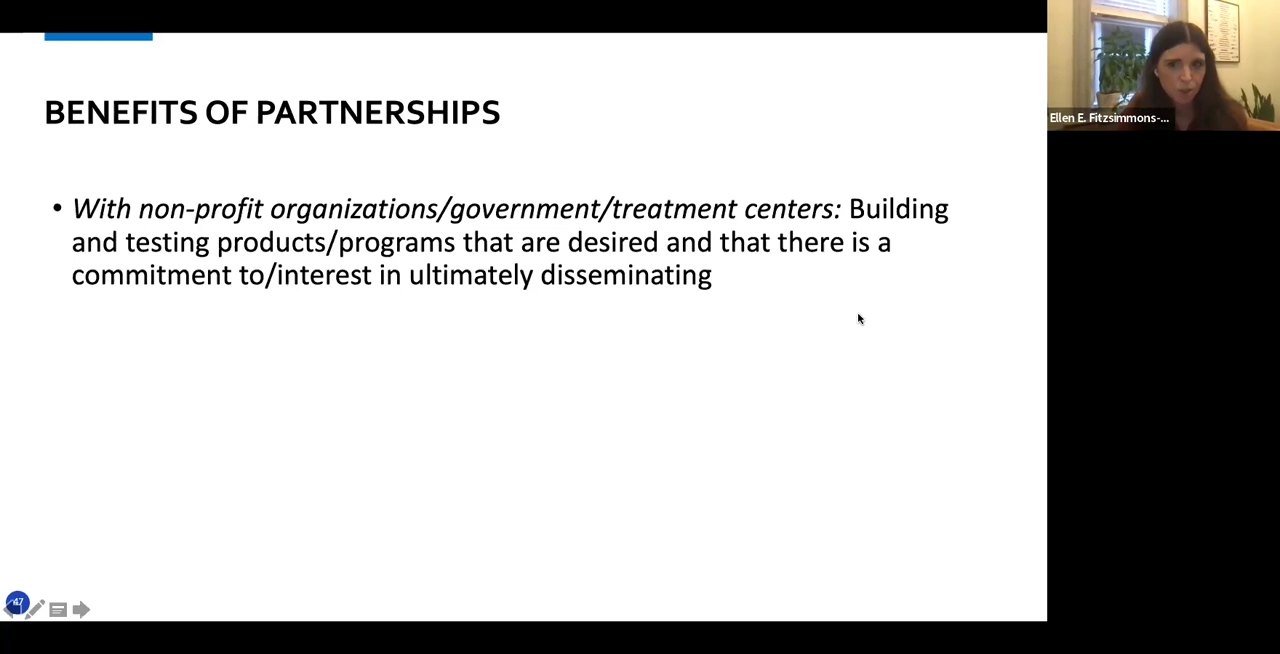 BENEFITS OF PARTNERSHIPS
• With non-profit organizations/government/treatment centers: Building
and testing products/programs that are desired and that there is a
commitment to/interest in ultimately disseminating
Ellen E. Fitzsimmons-...
47